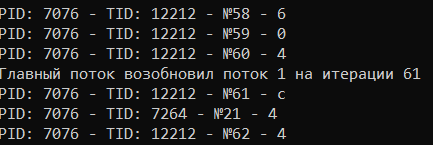 PID: 7076 - TID: 12212 - №58 - 6
PID: 7076 - TID: 12212 - №59 - 0
PID: 7076 - TID: 12212 - №60 - 4
Главный поток возобновил поток 1 на итерации 61
PID: 7076 - TID: 12212 - №61 - с
PID: 7076 - TID: 7264 - №21 - 4
PID: 7076 - TID: 12212 - №62 - 4